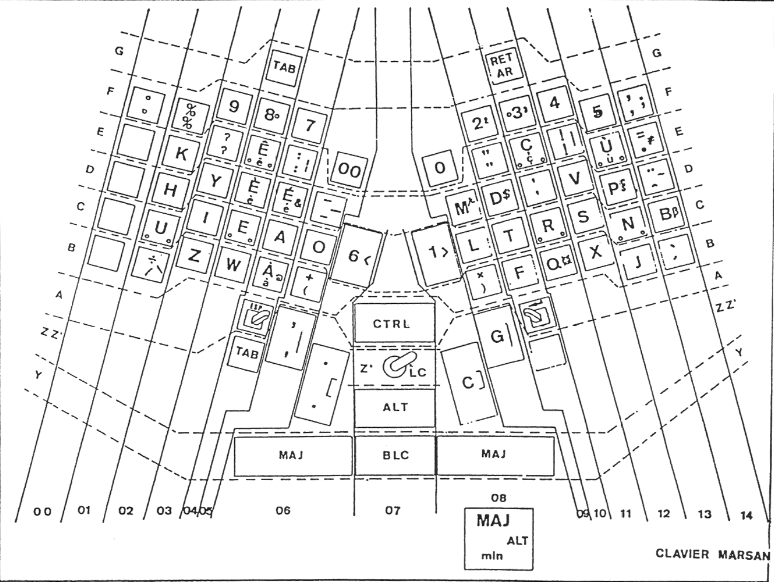 G TAB RET AR G
F ° % 9 8° 7 2' °3' 4 5 F
E K ? ? Ê ê : | " " Ç ç ! | Ù ù = E
D H Y È è É & é 00 0 M D$ V P D
C U I E A O 6 < 1 > L T R S N Bβ C
B Z W À à + ( × ) F Q¤ X J B
A CTRL G A
ZZ' TAB Z' LC C ZZ'
Y ALT Y
MAJ BLC MAJ
00 01 02 03 04 05 06 07 08 09 10 11 12 13 14
MAJ
ALT
min
CLAVIER MARSAN